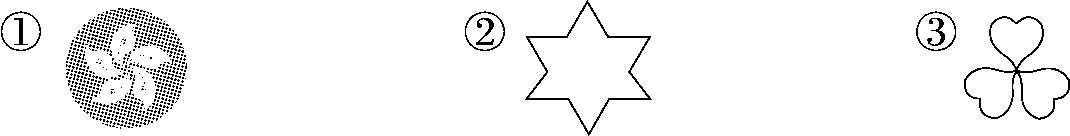 ① ② ③